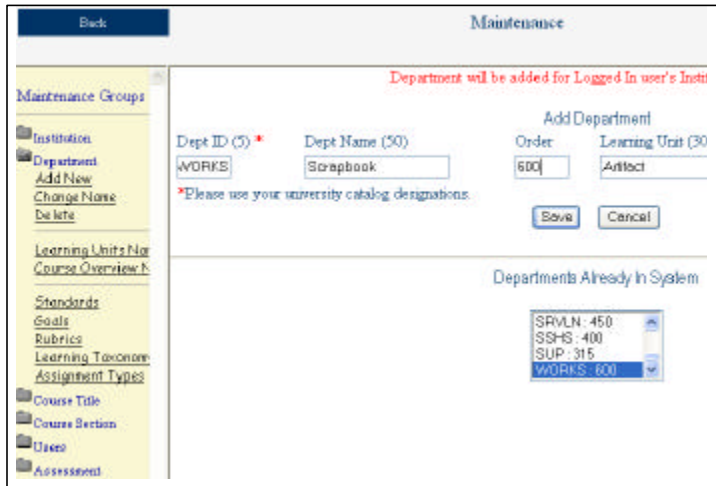 Back
Maintenance
Maintenance Groups
Institution
Department
Add New
Change Name
Delete
Learning Units Nar
Course Overview N
Standards
Goals
Rubrics
Learning Taxonom
Assignment Types
Course Title
Course Section
Users
Assessment
Department will be added for Logged In user's Instit
Add Department
Dept ID (5) * Dept Name (50) Order Learning Unit (30
WORKS Scrapbook 600 Artifact
*Please use your university catalog designations.
Save Cancel
Departments Already In System
SRVLN : 450
SSHS : 400
SUP : 315
WORKS : 600